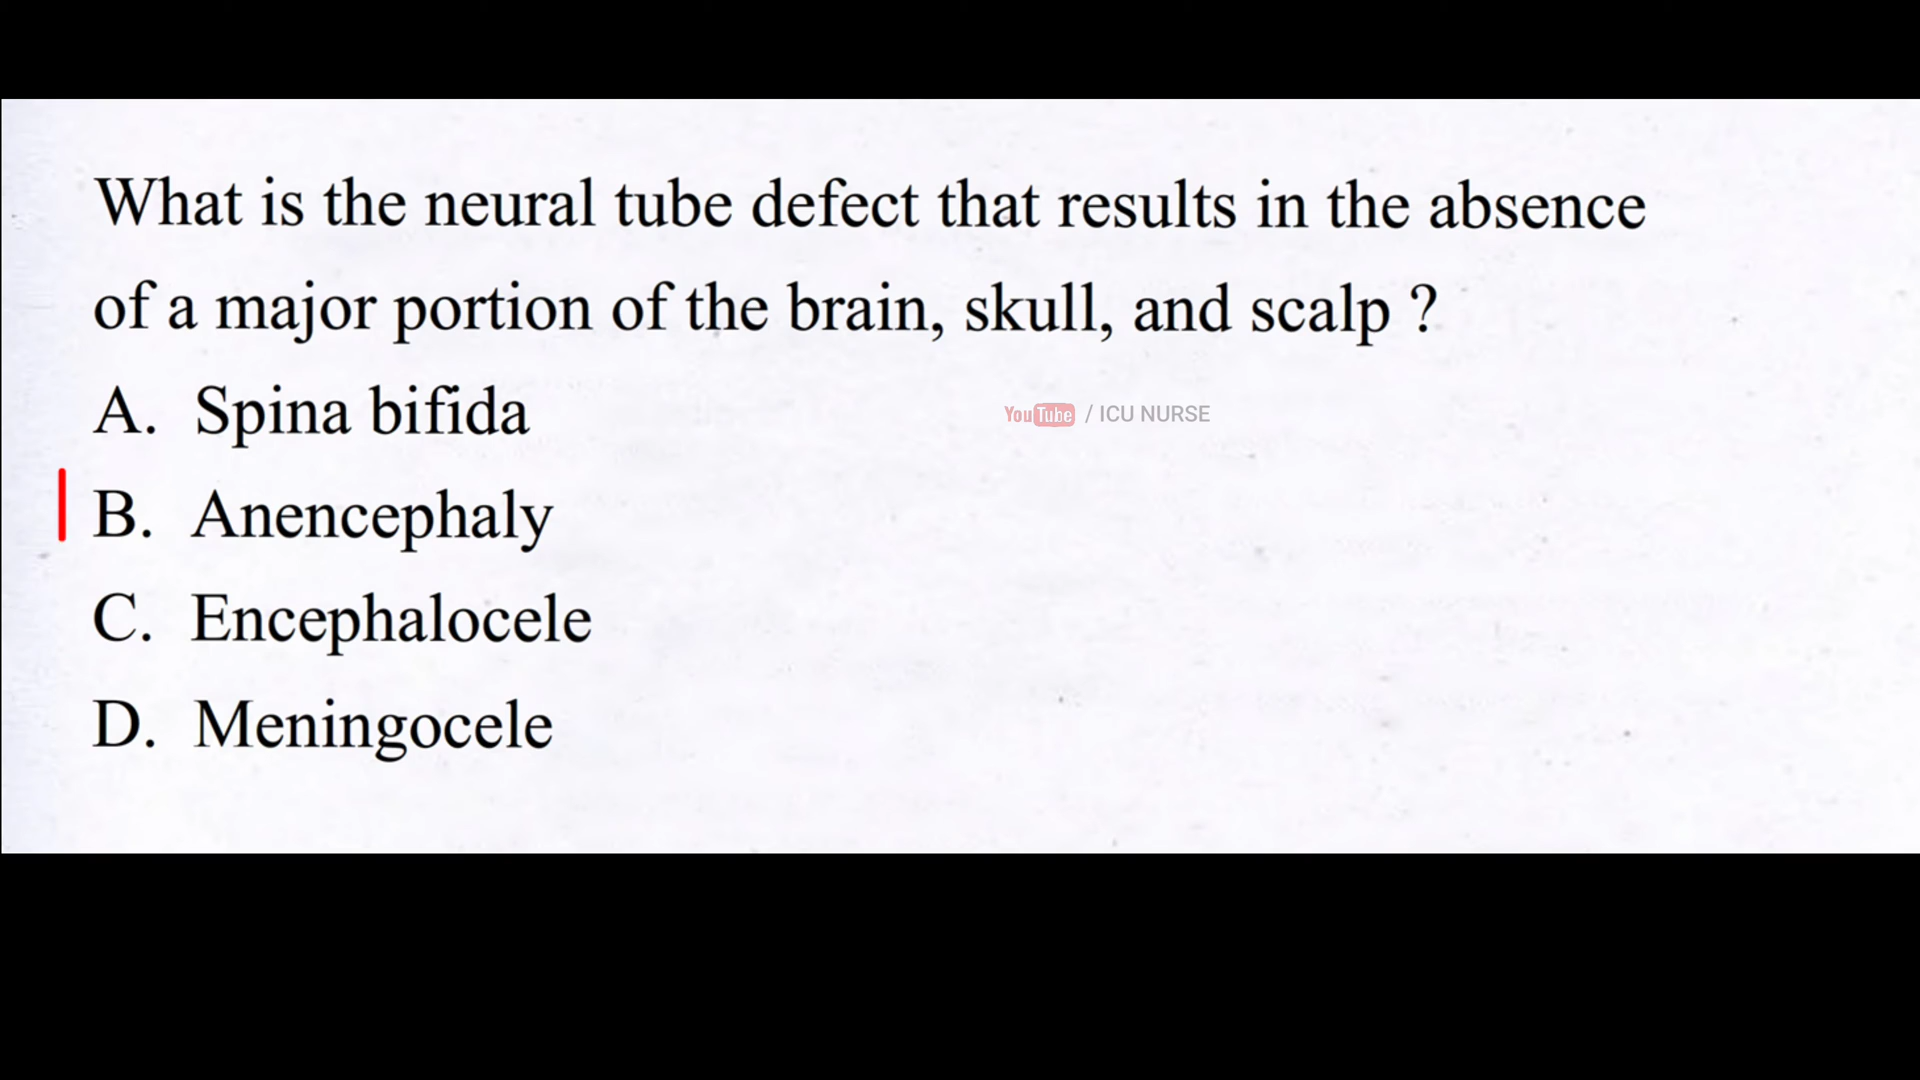 What is the neural tube defect that results in the absence
of a major portion of the brain, skull, and scalp ?
A. Spina bifida
YouTube / ICU NURSE
B. Anencephaly
C. Encephalocele
D. Meningocele